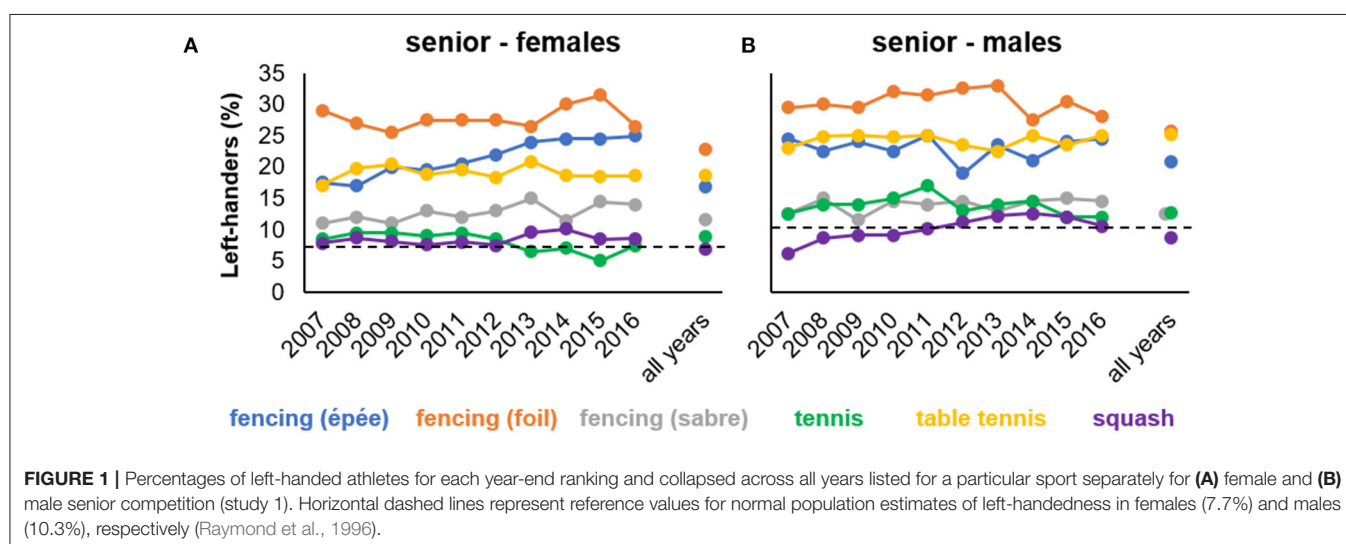 A
senior - females
B
senior - males
Left-handers (%)
35
30
25
20
15
10
5
0
2007
2008
2009
2010
2011
2012
2013
2014
2015
2016
all years
2007
2008
2009
2010
2011
2012
2013
2014
2015
2016
all years
fencing (épée) fencing (foil) fencing (sabre) tennis table tennis squash
FIGURE 1 | Percentages of left-handed athletes for each year-end ranking and collapsed across all years listed for a particular sport separately for (A) female and (B)
male senior competition (study 1). Horizontal dashed lines represent reference values for normal population estimates of left-handedness in females (7.7%) and males
(10.3%), respectively (Raymond et al., 1996).